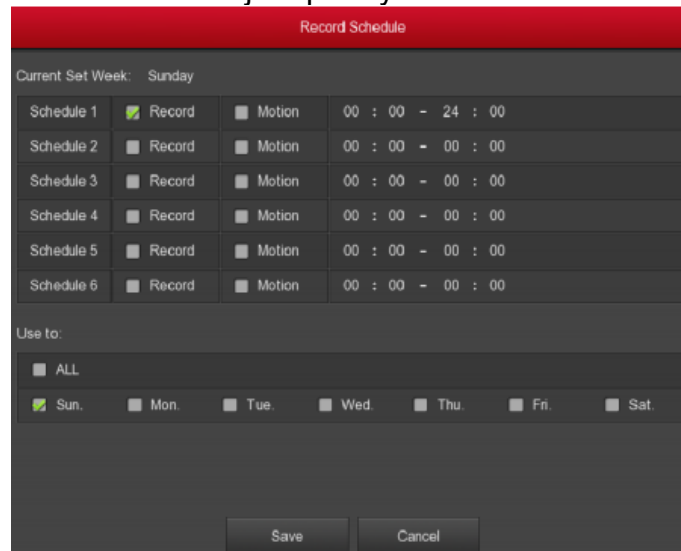 Record Schedule
Current Set Week: Sunday
Schedule 1 Record Motion 00 : 00 - 24 : 00
Schedule 2 Record Motion 00 : 00 - 00 : 00
Schedule 3 Record Motion 00 : 00 - 00 : 00
Schedule 4 Record Motion 00 : 00 - 00 : 00
Schedule 5 Record Motion 00 : 00 - 00 : 00
Schedule 6 Record Motion 00 : 00 - 00 : 00
Use to:
ALL
Sun. Mon. Tue. Wed. Thu. Fri. Sat.
Save Cancel